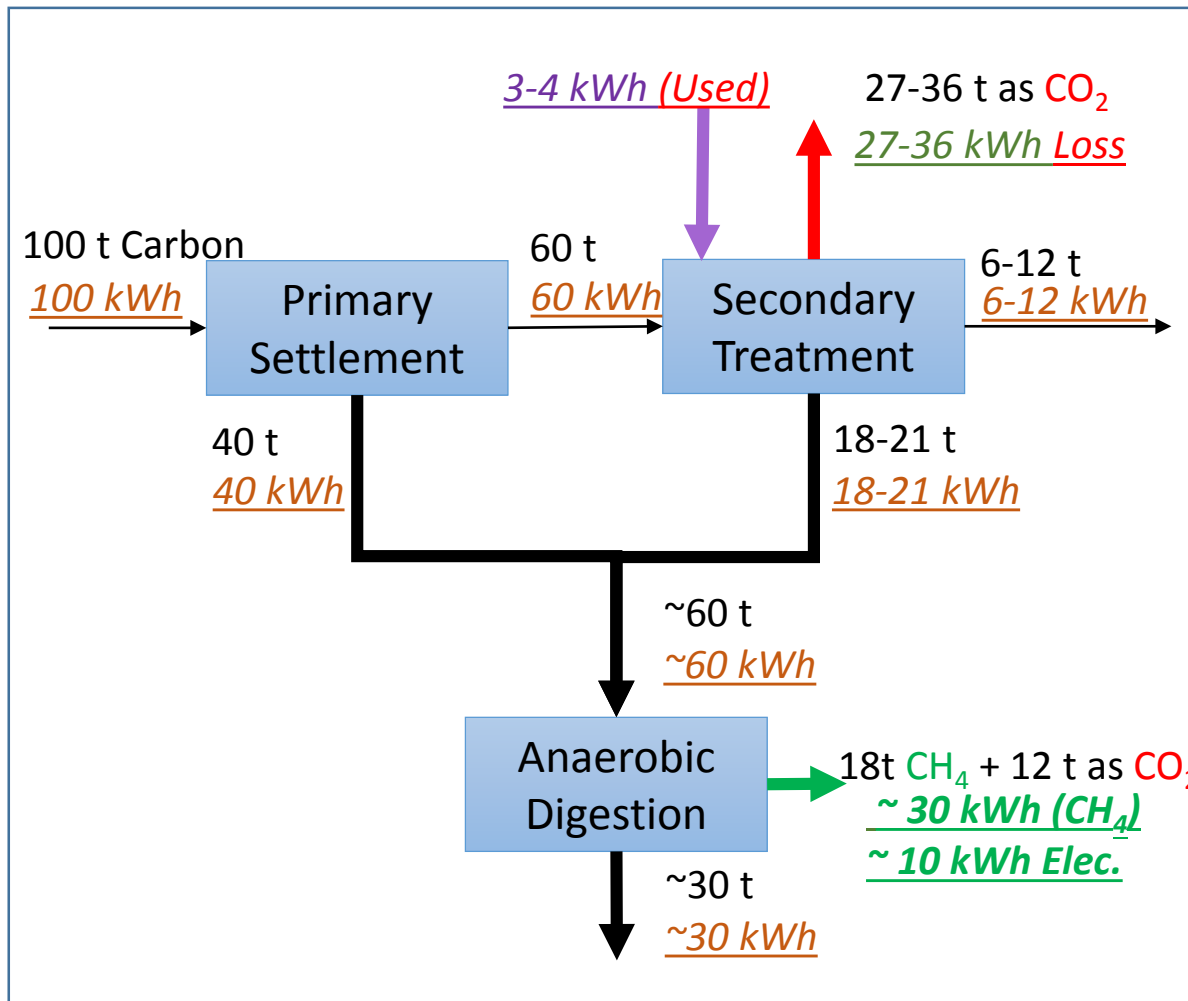 3-4 kWh (Used)
27-36 t as CO₂
27-36 kWh Loss
100 t Carbon
100 kWh
Primary
Settlement
60 t
60 kWh
Secondary
Treatment
6-12 t
6-12 kWh
40 t
40 kWh
18-21 t
18-21 kWh
~60 t
~60 kWh
Anaerobic
Digestion
18t CH₄ + 12 t as CO₂
~ 30 kWh (CH₄)
~ 10 kWh Elec.
~30 t
~30 kWh